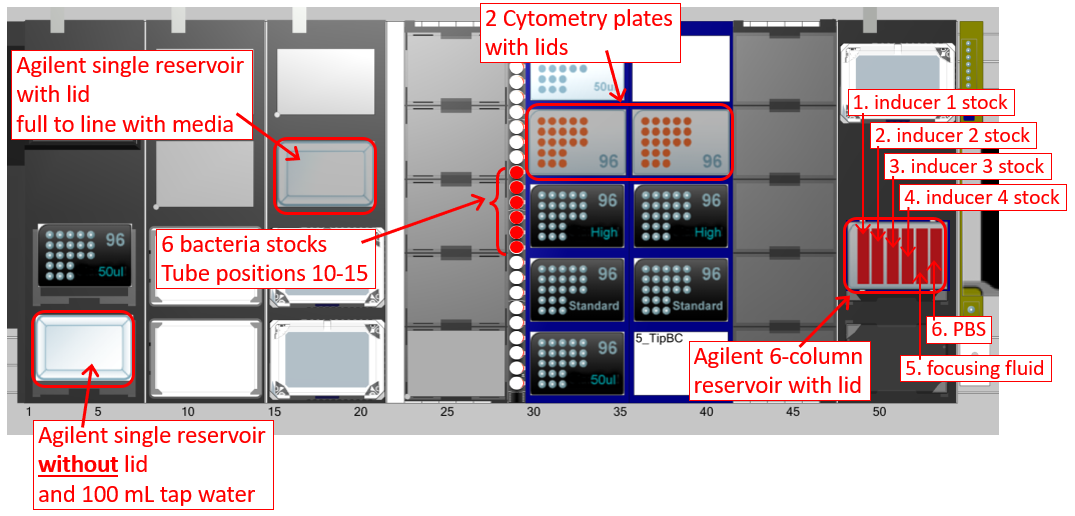 2 Cytometry plates
with lids
Agilent single reservoir
with lid
full to line with media
50ul
1. inducer 1 stock
2. inducer 2 stock
3. inducer 3 stock
4. inducer 4 stock
96
96
6 bacteria stocks
Tube positions 10-15
96
50ul
96
High
96
High
96
Standard
96
Standard
96
50ul
5_TipBC
Agilent 6-column
reservoir with lid
6. PBS
5. focusing fluid
1
5
10
15
20
25
30
35
40
45
50
Agilent single reservoir
without lid
and 100 mL tap water